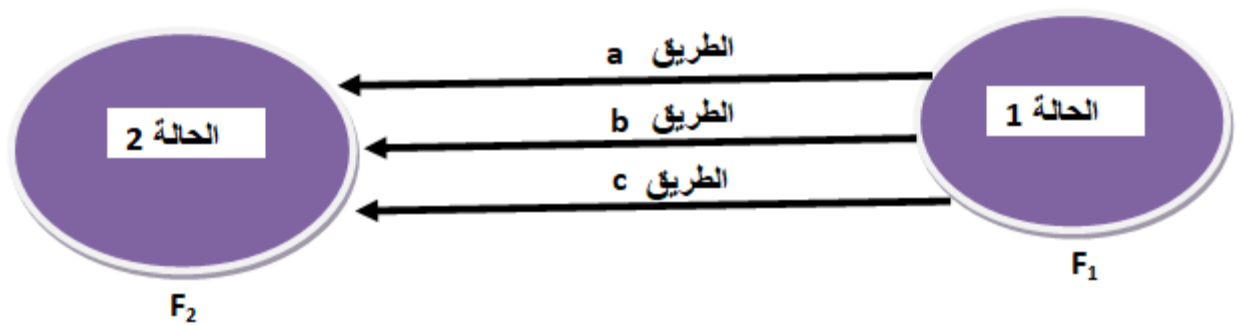 الطريق a
الحالة 1
الطريق b
الحالة 2
الطريق c
F₁
F₂